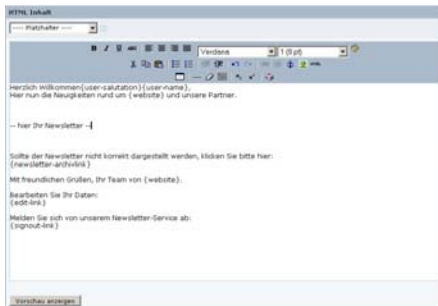 HTML Inhalt
---- Platzhalter ----
B I U ABC Verdana 1 (8 pt)
Herzlich Willkommen{user-salutation}{user-name},
Hier nun die Neuigkeiten rund um {website} und unsere Partner.
-- hier Ihr Newsletter --
Sollte der Newsletter nicht korrekt dargestellt werden, klicken Sie bitte hier:
{newsletter-archivlink}
Mit freundlichen Grüßen, Ihr Team von {website}.
Bearbeiten Sie Ihr Daten:
{edit-link}
Melden Sie sich von unserem Newsletter-Service ab:
{signout-link}
Vorschau anzeigen